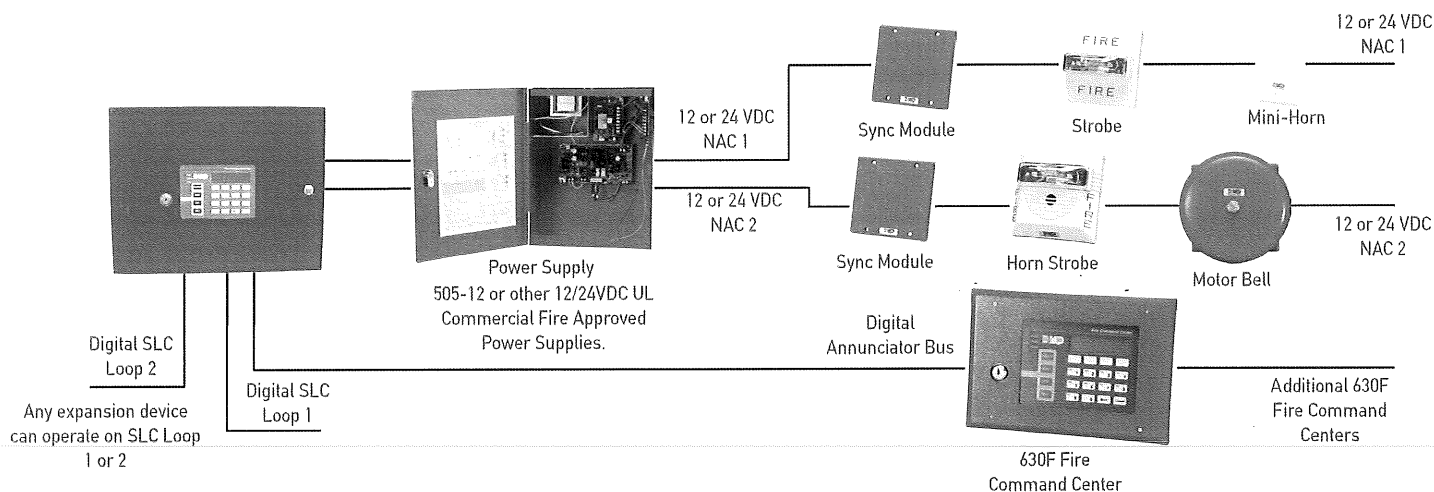 12 or 24 VDC
NAC 1
FIRE
FIRE
12 or 24 VDC
NAC 1
Sync Module
Strobe
Mini-Horn
12 or 24 VDC
NAC 2
FIRE
12 or 24 VDC
NAC 2
Sync Module
Horn Strobe
Motor Bell
Power Supply
505-12 or other 12/24VDC UL
Commercial Fire Approved
Power Supplies.
Digital
Annunciator Bus
Digital SLC
Loop 2
Digital SLC
Loop 1
Any expansion device
can operate on SLC Loop
1 or 2
Additional 630F
Fire Command
Centers
630F Fire
Command Center